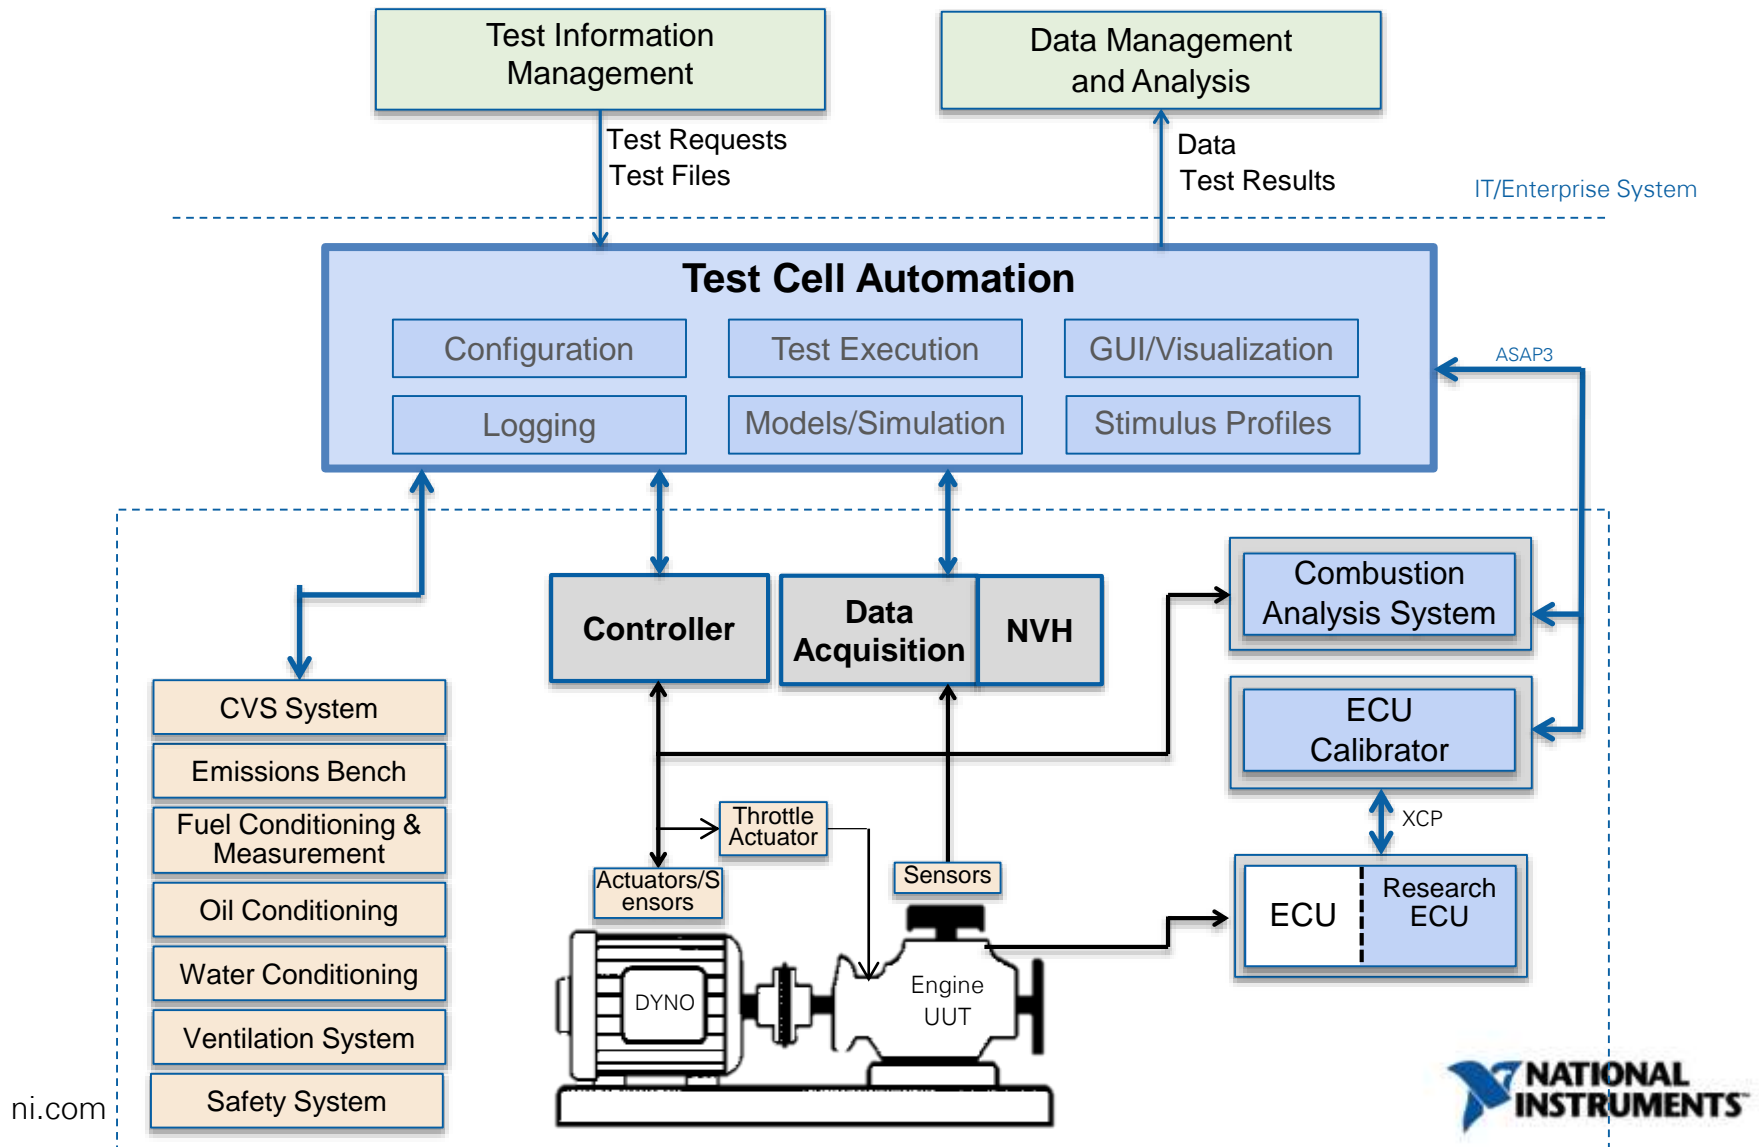 Test Information
Management
Data Management
and Analysis
Test Requests
Test Files
Data
Test Results
IT/Enterprise System
Test Cell Automation
Configuration
Test Execution
GUI/Visualization
Logging
Models/Simulation
Stimulus Profiles
ASAP3
Controller
Data
Acquisition
NVH
Combustion
Analysis System
CVS System
Emissions Bench
Fuel Conditioning &
Measurement
Oil Conditioning
Water Conditioning
Ventilation System
Safety System
ECU
Calibrator
XCP
Throttle
Actuator
Actuators/S
ensors
Sensors
ECU
Research
ECU
DYNO
Engine
UUT
ni.com
NATIONAL
INSTRUMENTS™